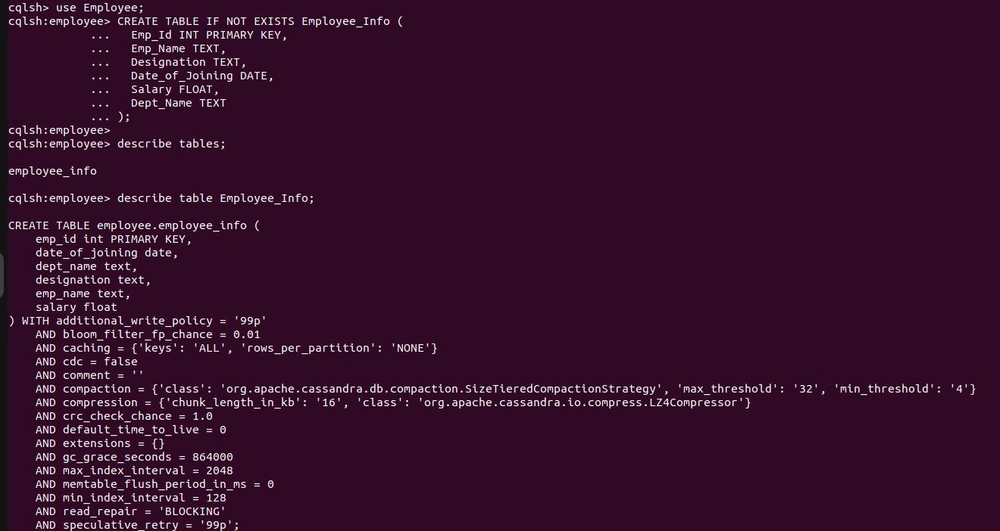 cqlsh> use Employee;
cqlsh:employee> CREATE TABLE IF NOT EXISTS Employee_Info (
            ...   Emp_Id INT PRIMARY KEY,
            ...   Emp_Name TEXT,
            ...   Designation TEXT,
            ...   Date_of_Joining DATE,
            ...   Salary FLOAT,
            ...   Dept_Name TEXT
            ... );
cqlsh:employee>
cqlsh:employee> describe tables;

employee_info

cqlsh:employee> describe table Employee_Info;

CREATE TABLE employee.employee_info (
    emp_id int PRIMARY KEY,
    date_of_joining date,
    dept_name text,
    designation text,
    emp_name text,
    salary float
) WITH additional_write_policy = '99p'
    AND bloom_filter_fp_chance = 0.01
    AND caching = {'keys': 'ALL', 'rows_per_partition': 'NONE'}
    AND cdc = false
    AND comment = ''
    AND compaction = {'class': 'org.apache.cassandra.db.compaction.SizeTieredCompactionStrategy', 'max_threshold': '32', 'min_threshold': '4'}
    AND compression = {'chunk_length_in_kb': '16', 'class': 'org.apache.cassandra.io.compress.LZ4Compressor'}
    AND crc_check_chance = 1.0
    AND default_time_to_live = 0
    AND extensions = {}
    AND gc_grace_seconds = 864000
    AND max_index_interval = 2048
    AND memtable_flush_period_in_ms = 0
    AND min_index_interval = 128
    AND read_repair = 'BLOCKING'
    AND speculative_retry = '99p';